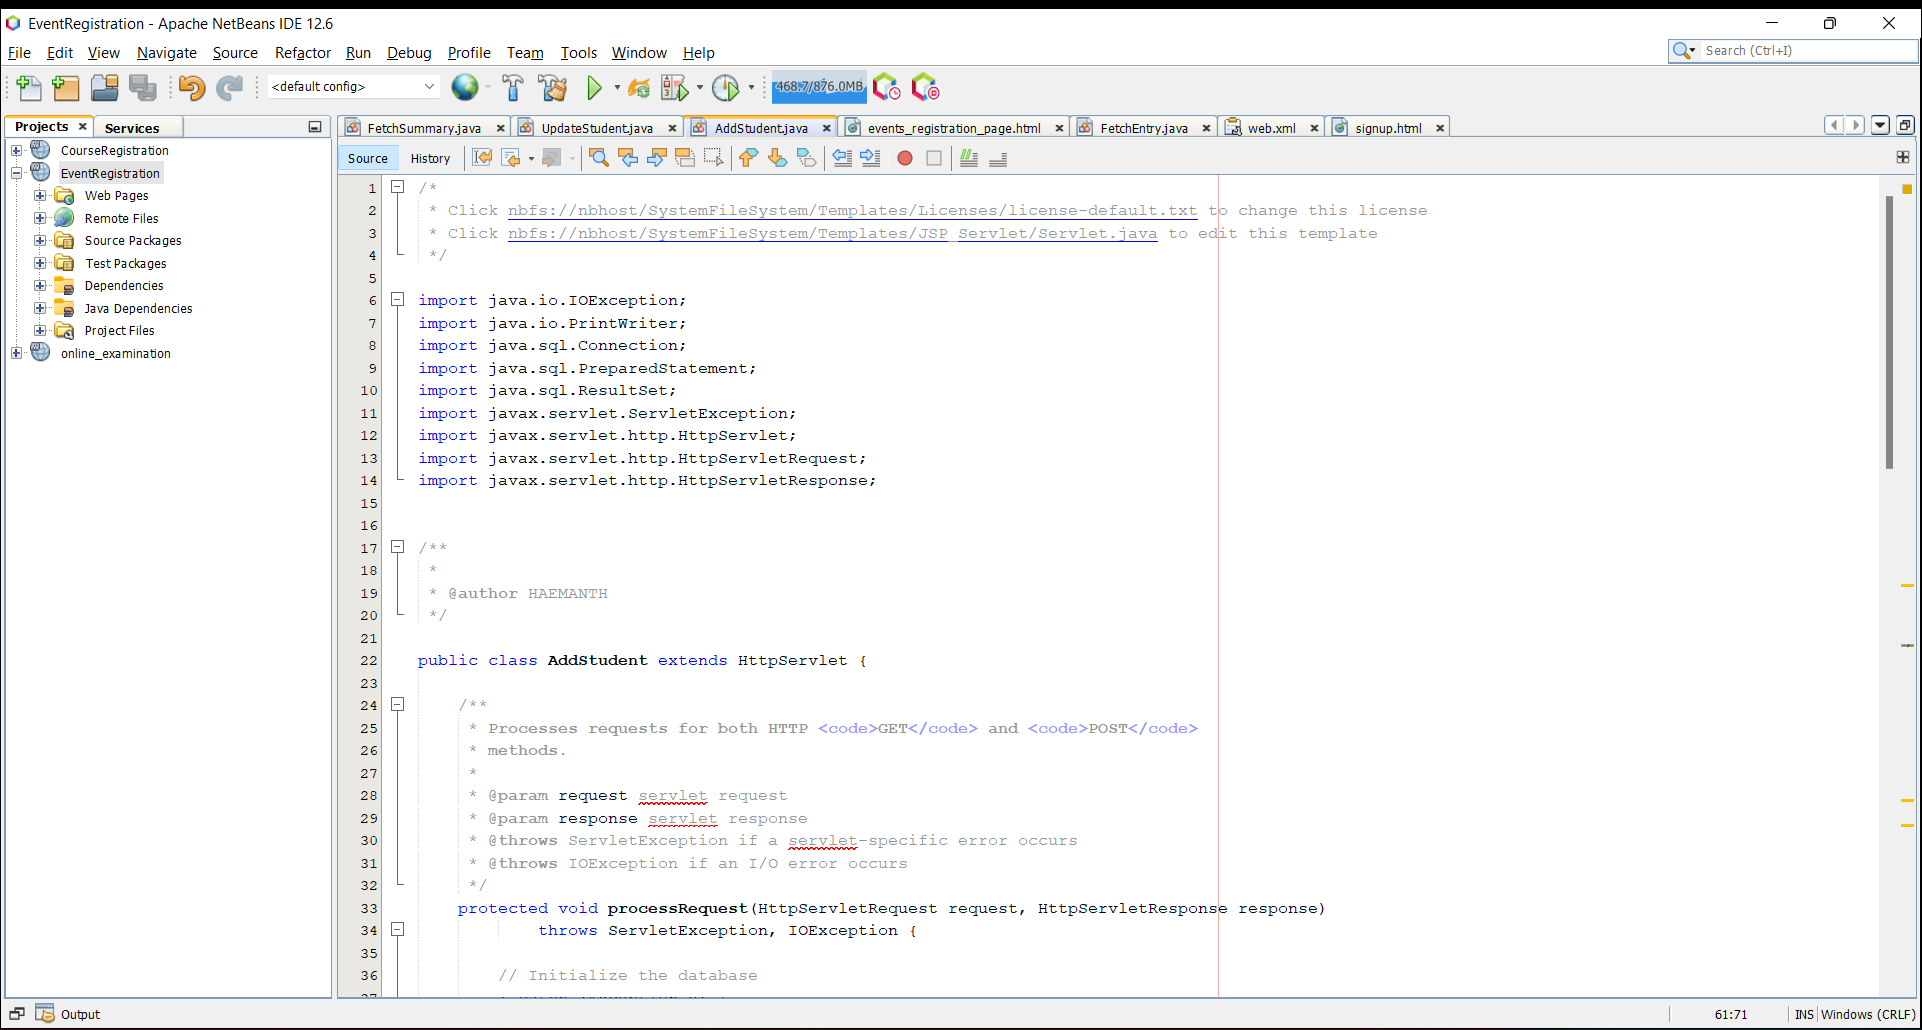 EventRegistration - Apache NetBeans IDE 12.6
File Edit View Navigate Source Refactor Run Debug Profile Team Tools Window Help
Search (Ctrl+I)
<default config>
468.7/876.0MB
Projects Services
FetchSummary.java UpdateStudent.java AddStudent.java events_registration_page.html FetchEntry.java web.xml signup.html
CourseRegistration
EventRegistration
Web Pages
Remote Files
Source Packages
Test Packages
Dependencies
Java Dependencies
Project Files
online_examination
Source History
1 /*
2 * Click nbfs://nbhost/SystemFileSystem/Templates/Licenses/license-default.txt to change this license
3 * Click nbfs://nbhost/SystemFileSystem/Templates/JSP_Servlet/Servlet.java to edit this template
4 */
5
6 import java.io.IOException;
7 import java.io.PrintWriter;
8 import java.sql.Connection;
9 import java.sql.PreparedStatement;
10 import java.sql.ResultSet;
11 import javax.servlet.ServletException;
12 import javax.servlet.http.HttpServlet;
13 import javax.servlet.http.HttpServletRequest;
14 import javax.servlet.http.HttpServletResponse;
15
16
17 /**
18 *
19 * @author HAEMANTH
20 */
21
22 public class AddStudent extends HttpServlet {
23
24 /**
25 * Processes requests for both HTTP <code>GET</code> and <code>POST</code>
26 * methods.
27 *
28 * @param request servlet request
29 * @param response servlet response
30 * @throws ServletException if a servlet-specific error occurs
31 * @throws IOException if an I/O error occurs
32 */
33 protected void processRequest(HttpServletRequest request, HttpServletResponse response)
34 throws ServletException, IOException {
35
36 // Initialize the database
Output
61:71 INS Windows (CRLF)